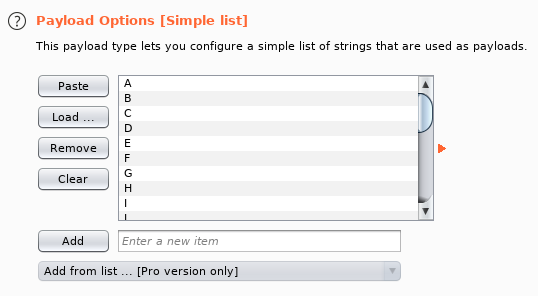 ? Payload Options [Simple list]
This payload type lets you configure a simple list of strings that are used as payloads.
Paste
Load ...
Remove
Clear
A
B
C
D
E
F
G
H
I
Add
Enter a new item
Add from list ... [Pro version only]